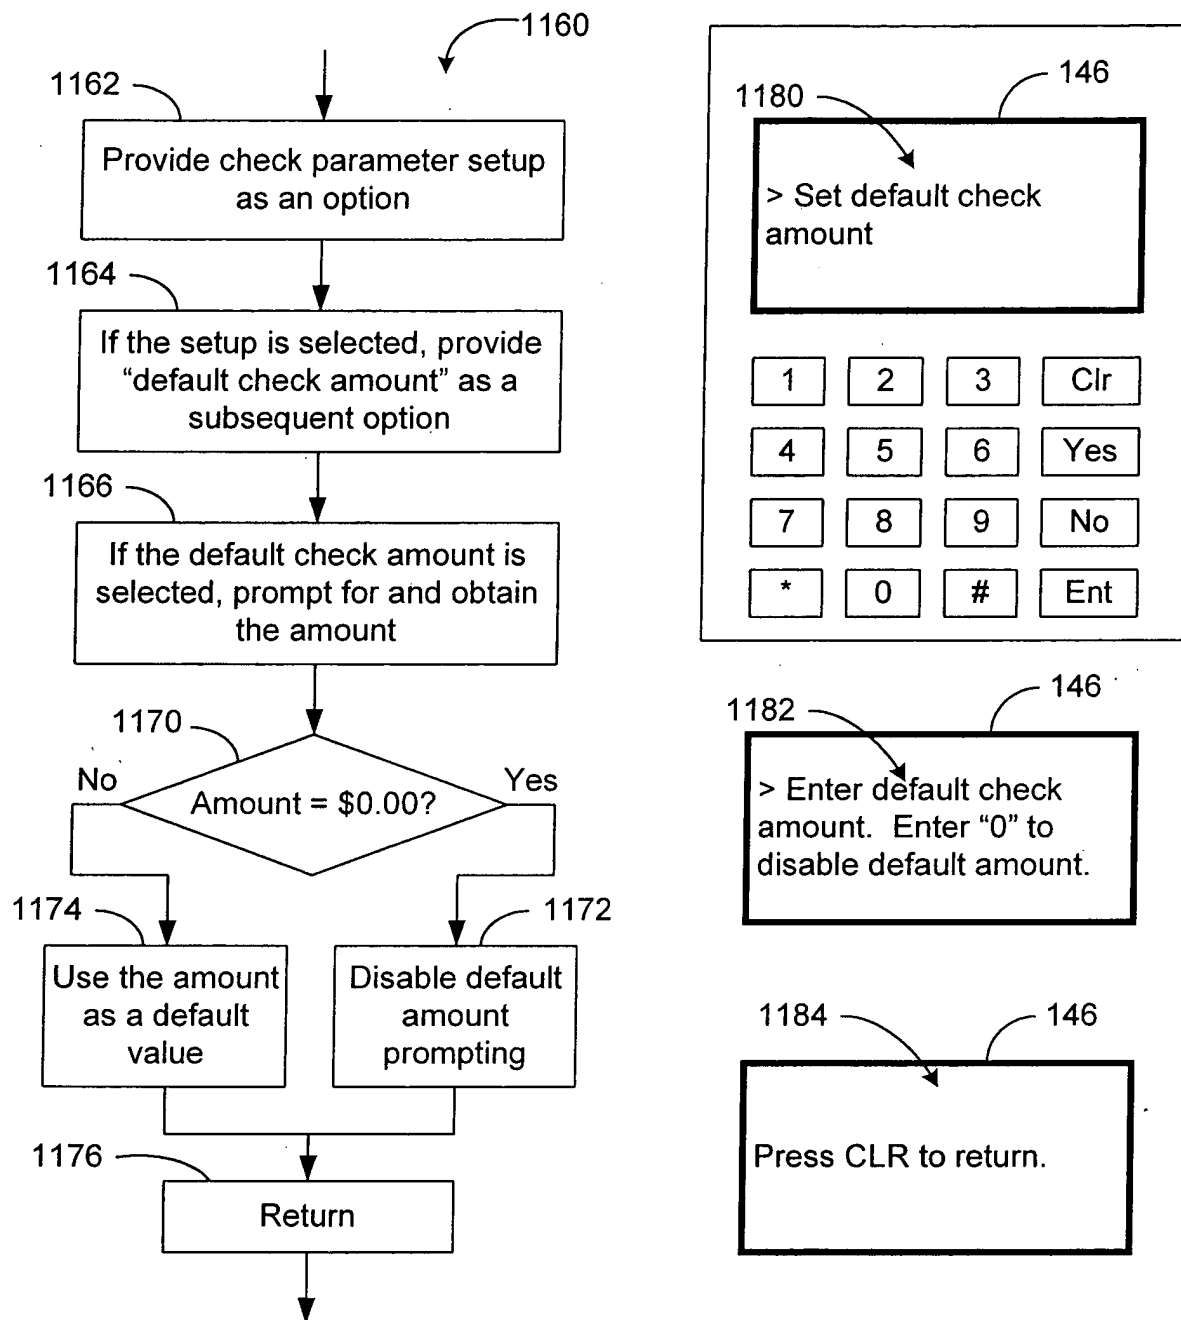 1160
1162
Provide check parameter setup
as an option
1164
If the setup is selected, provide
“default check amount” as a
subsequent option
1166
If the default check amount is
selected, prompt for and obtain
the amount
1170
No
Yes
Amount = $0.00?
1174
1172
Use the amount
as a default
value
Disable default
amount
prompting
1176
Return
146
1180
> Set default check
amount
1 2 3 Clr
4 5 6 Yes
7 8 9 No
* 0 # Ent
146
1182
> Enter default check
amount.  Enter “0” to
disable default amount.
1184
146
Press CLR to return.